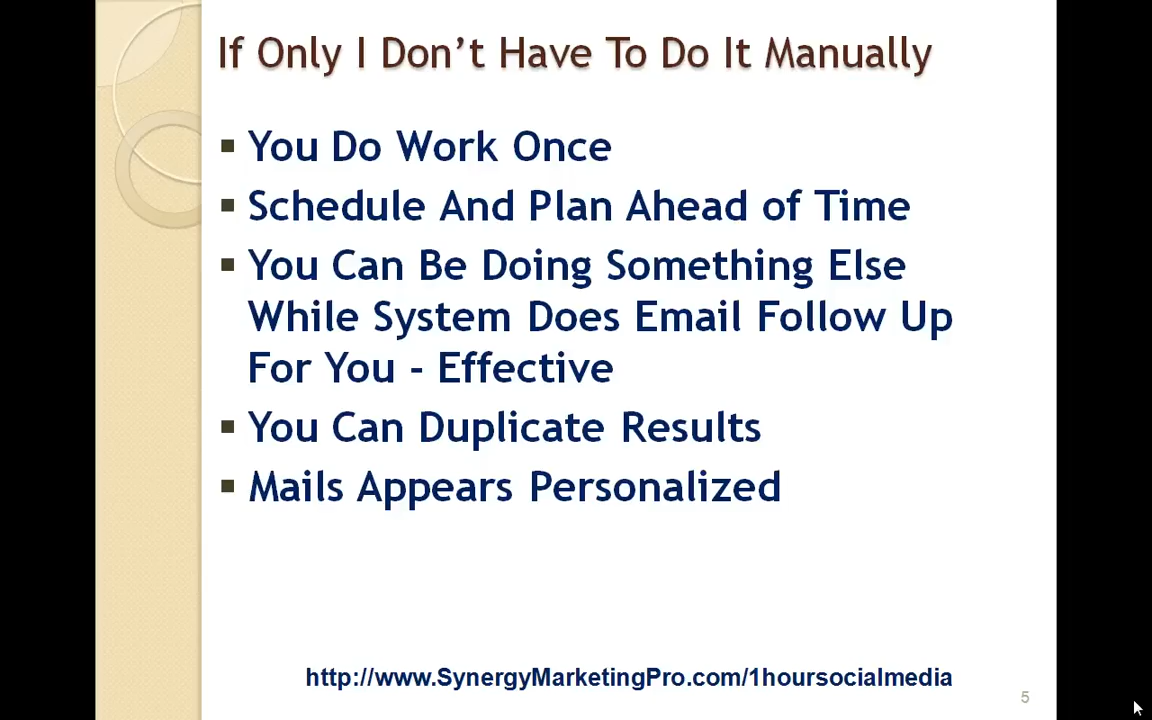 If Only I Don’t Have To Do It Manually
▪ You Do Work Once
▪ Schedule And Plan Ahead of Time
▪ You Can Be Doing Something Else
While System Does Email Follow Up
For You - Effective
▪ You Can Duplicate Results
▪ Mails Appears Personalized
http://www.SynergyMarketingPro.com/1hoursocialmedia
5